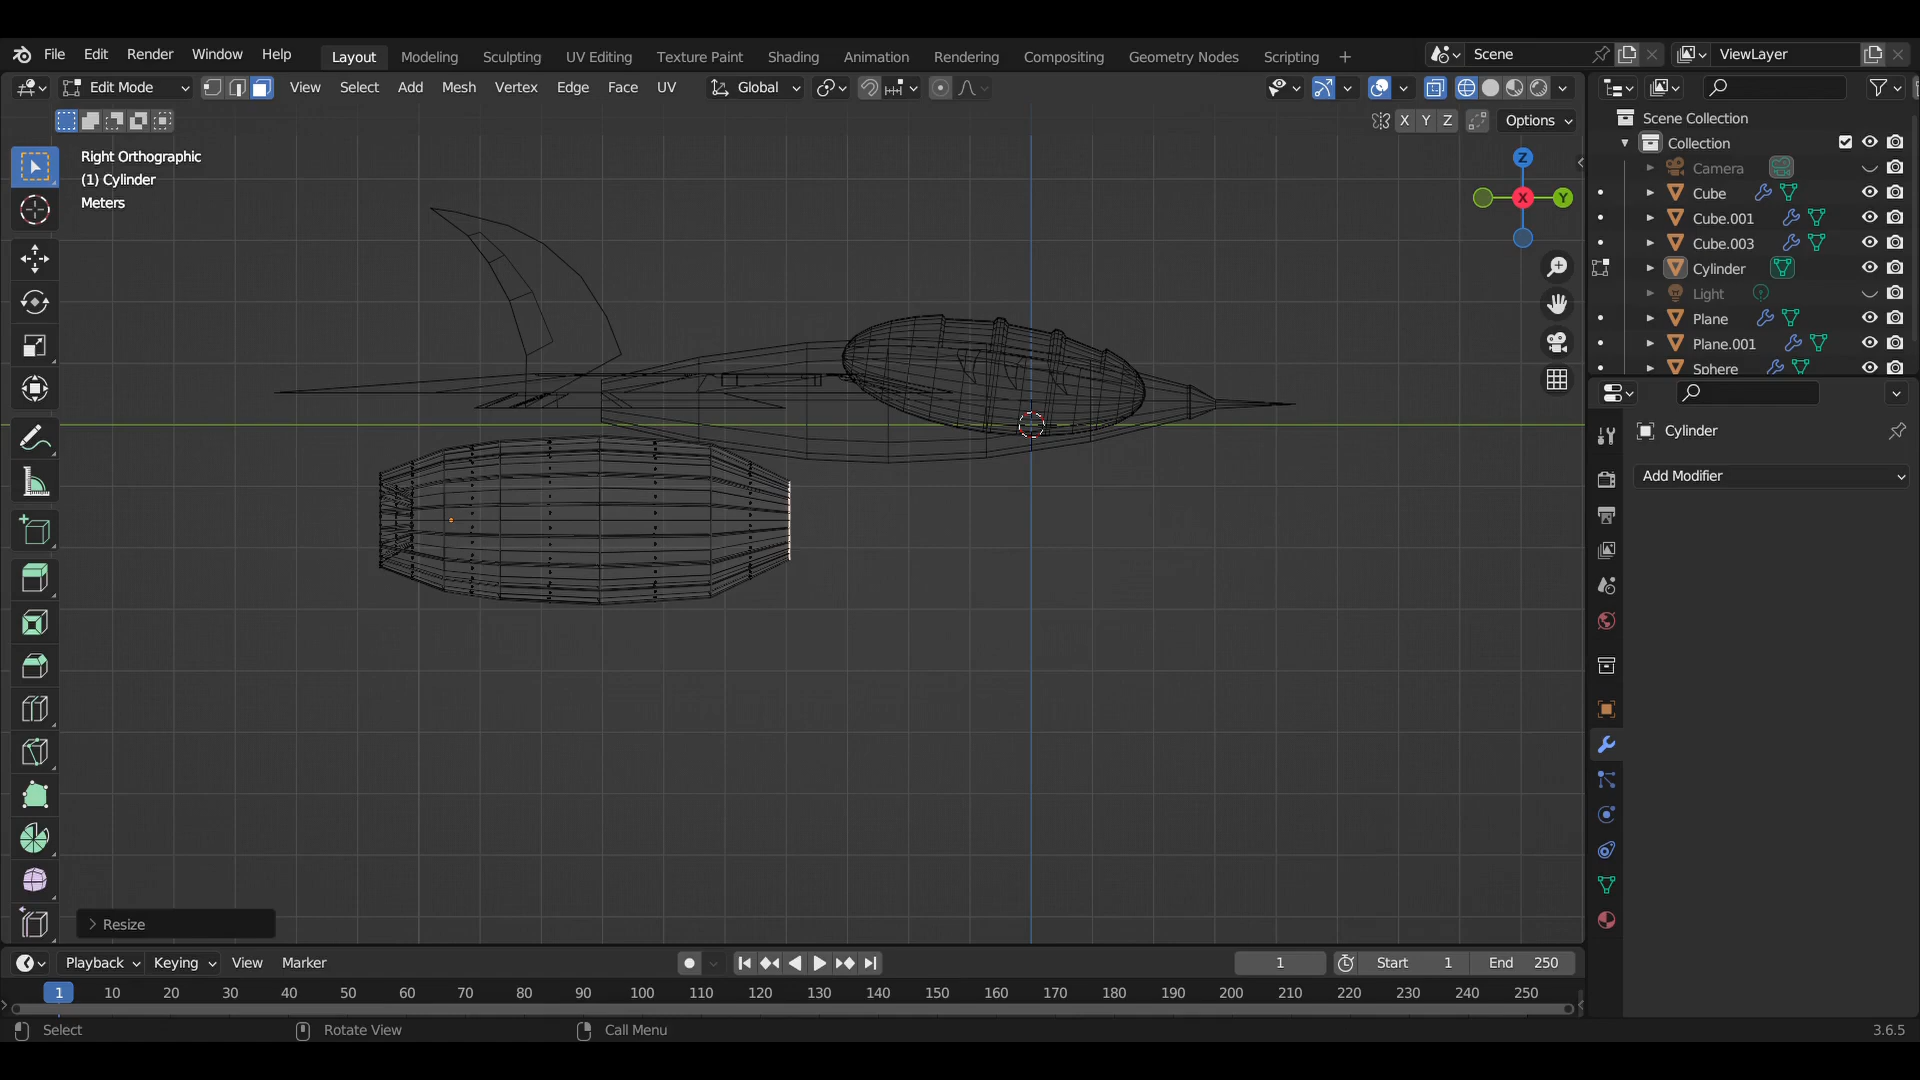 File Edit Render Window Help Layout Modeling Sculpting UV Editing Texture Paint Shading Animation Rendering Compositing Geometry Nodes Scripting + Scene ViewLayer
Edit Mode View Select Add Mesh Vertex Edge Face UV Global
X Y Z Options
Right Orthographic
(1) Cylinder
Meters
Z
X
Y
Scene Collection
Collection
Camera
Cube
Cube.001
Cube.003
Cylinder
Light
Plane
Plane.001
Sphere
Cylinder
Add Modifier
Resize
Playback Keying View Marker 1 Start 1 End 250
1 10 20 30 40 50 60 70 80 90 100 110 120 130 140 150 160 170 180 190 200 210 220 230 240 250
Select Rotate View Call Menu 3.6.5